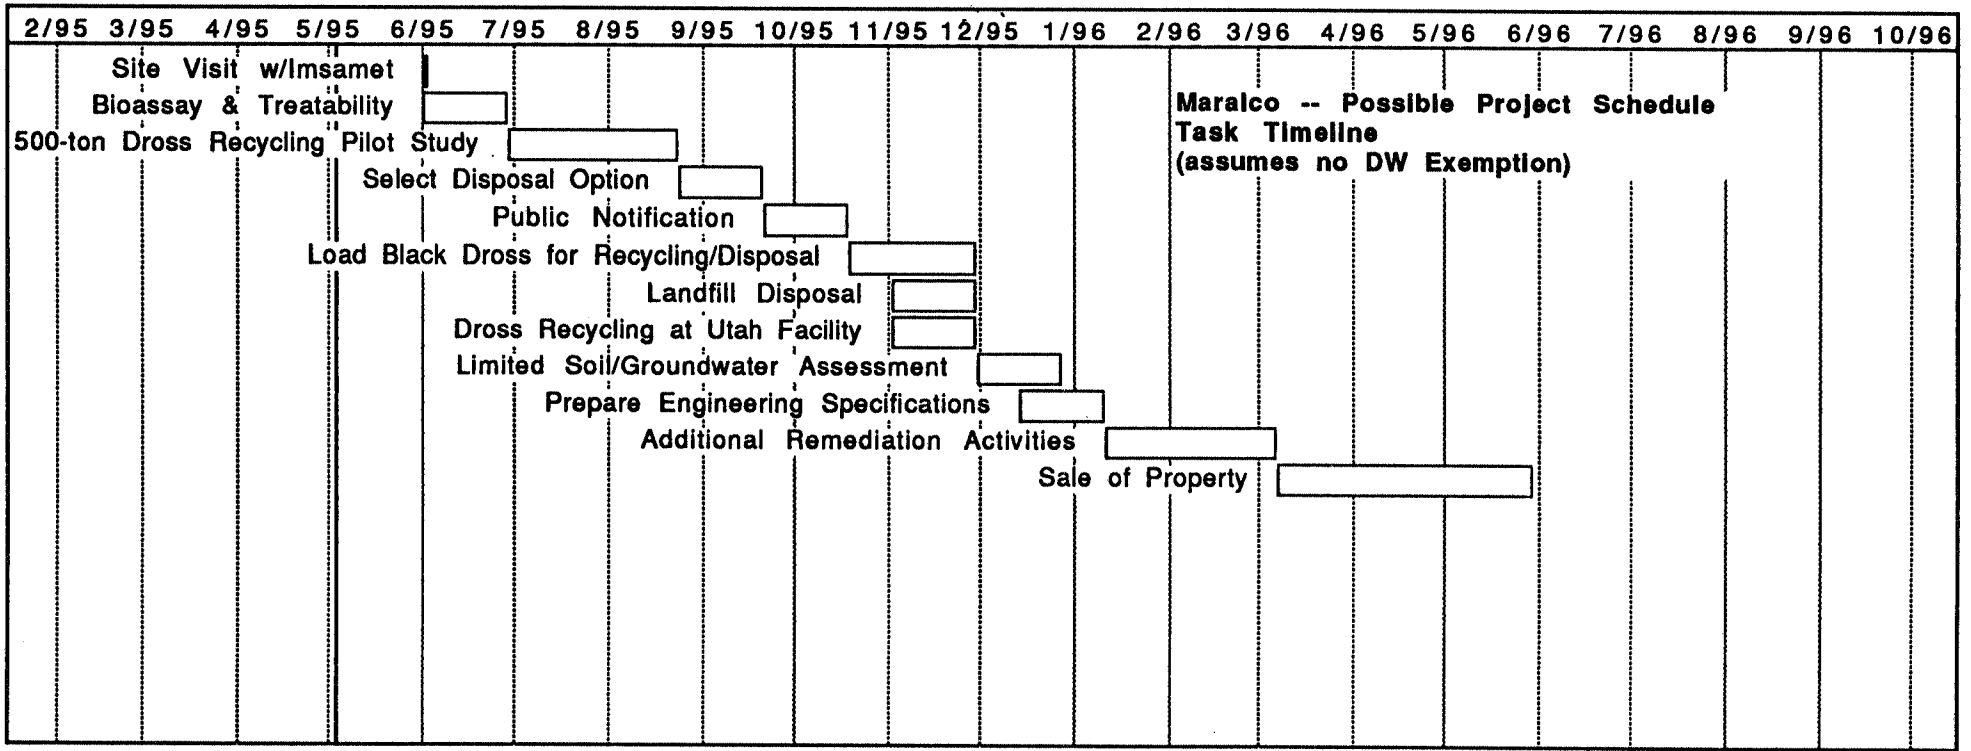 2/95 3/95 4/95 5/95 6/95 7/95 8/95 9/95 10/95 11/95 12/95 1/96 2/96 3/96 4/96 5/96 6/96 7/96 8/96 9/96 10/96
Site Visit w/Imsamet
Bioassay & Treatability
Maralco -- Possible Project Schedule
Task Timeline
(assumes no DW Exemption)
500-ton Dross Recycling Pilot Study
Select Disposal Option
Public Notification
Load Black Dross for Recycling/Disposal
Landfill Disposal
Dross Recycling at Utah Facility
Limited Soil/Groundwater Assessment
Prepare Engineering Specifications
Additional Remediation Activities
Sale of Property